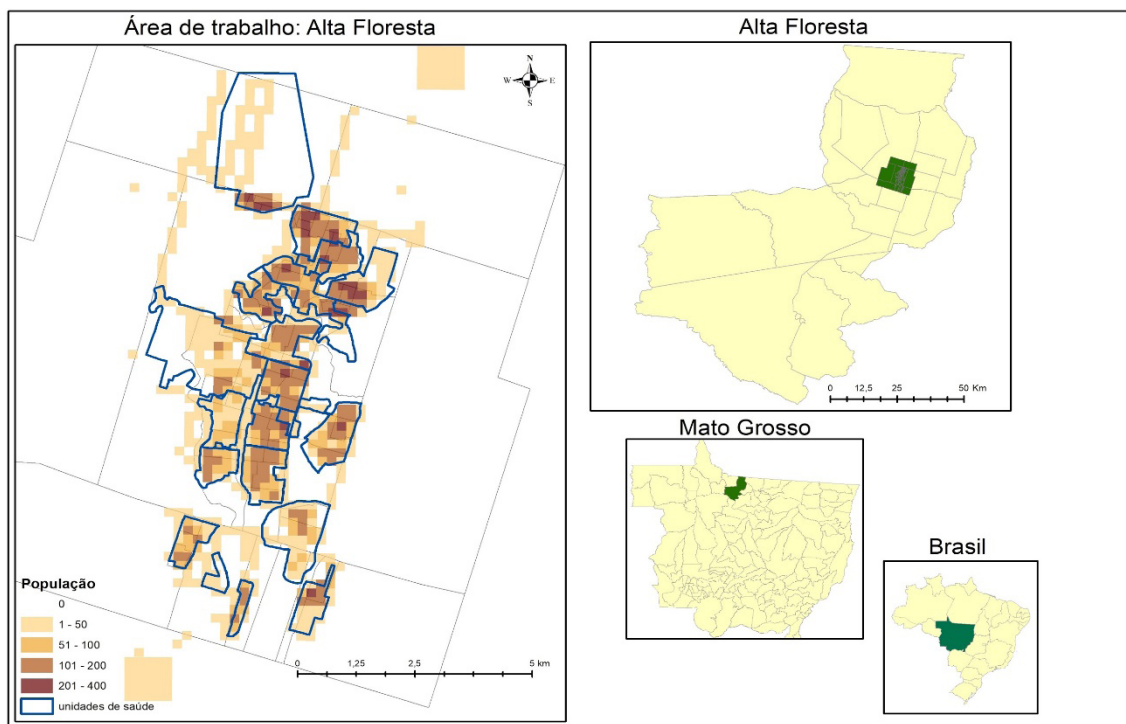 Área de trabalho: Alta Floresta
N
W E
S
População
0
1 - 50
51 - 100
101 - 200
201 - 400
unidades de saúde
0 1,25 2,5 5 km
Alta Floresta
0 12,5 25 50 Km
Mato Grosso
Brasil